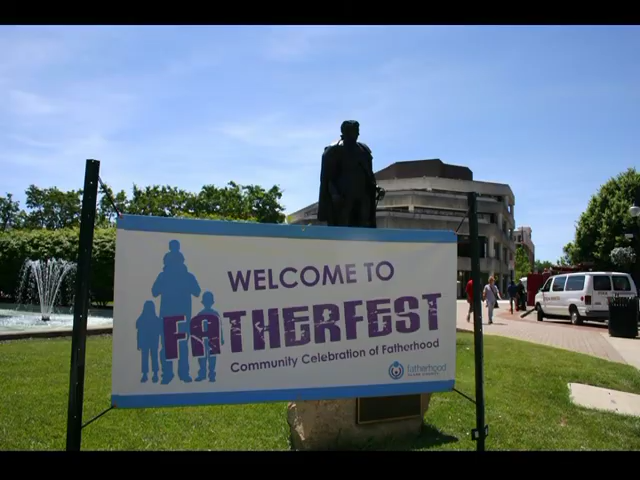 WELCOME TO
FATHERFEST
Community Celebration of Fatherhood
fatherhood